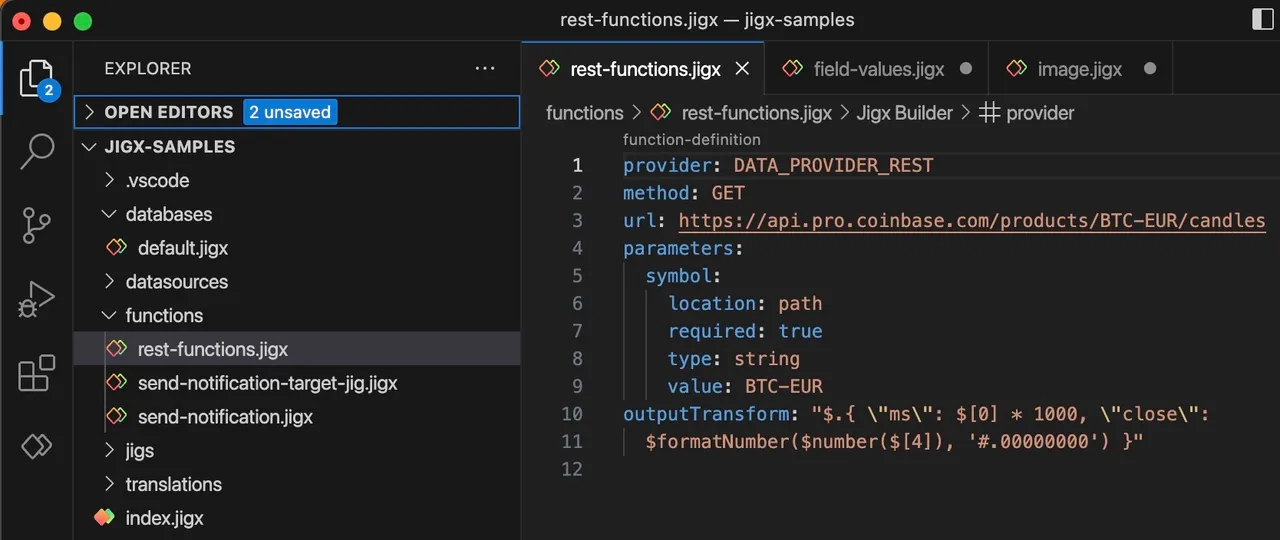 rest-functions.jigx — jigx-samples
2
EXPLORER ···
OPEN EDITORS 2 unsaved
JIGX-SAMPLES
.vscode
databases
default.jigx
datasources
functions
rest-functions.jigx
send-notification-target-jig.jigx
send-notification.jigx
jigs
translations
index.jigx
rest-functions.jigx field-values.jigx image.jigx
functions > rest-functions.jigx > Jigx Builder > # provider
function-definition
1 provider: DATA_PROVIDER_REST
2 method: GET
3 url: https://api.pro.coinbase.com/products/BTC-EUR/candles
4 parameters:
5 symbol:
6 location: path
7 required: true
8 type: string
9 value: BTC-EUR
10 outputTransform: "$.{ \"ms\": $[0] * 1000, \"close\":
11 $formatNumber($number($[4]), '#.00000000') }"
12